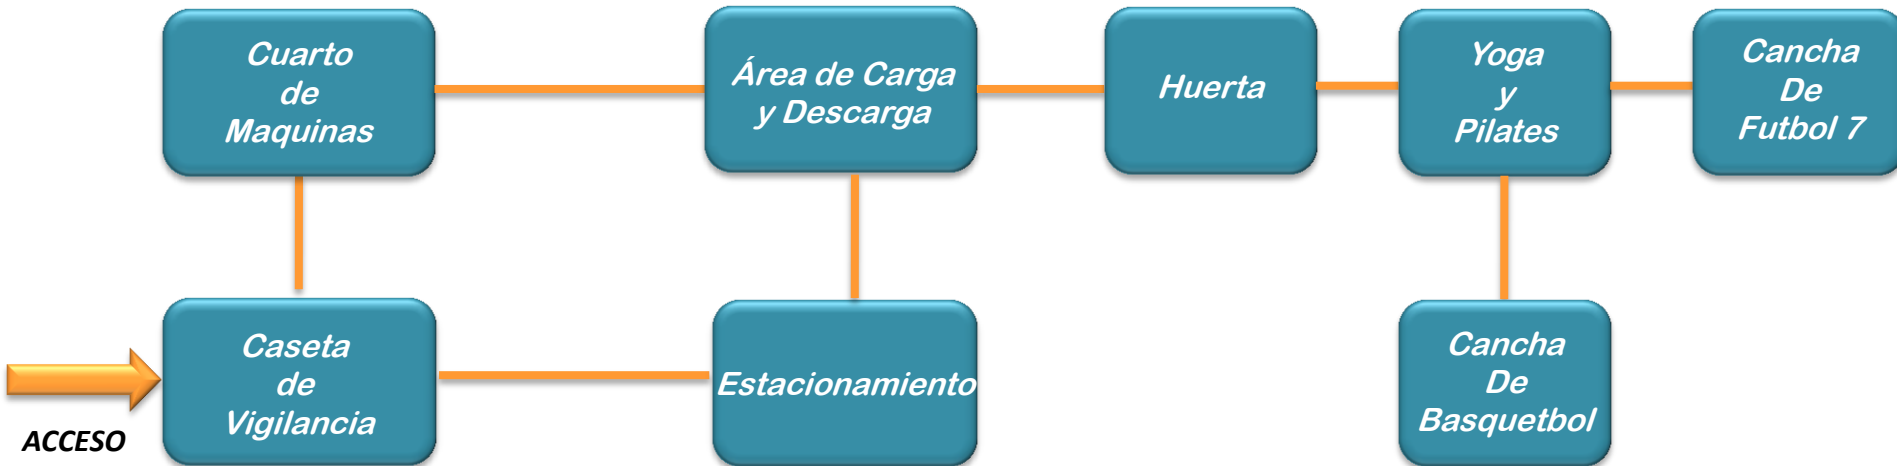 Cuarto
de
Maquinas
Área de Carga
y Descarga
Huerta
Yoga
y
Pilates
Cancha
De
Futbol 7
Caseta
de
Vigilancia
Estacionamiento
Cancha
De
Basquetbol
ACCESO